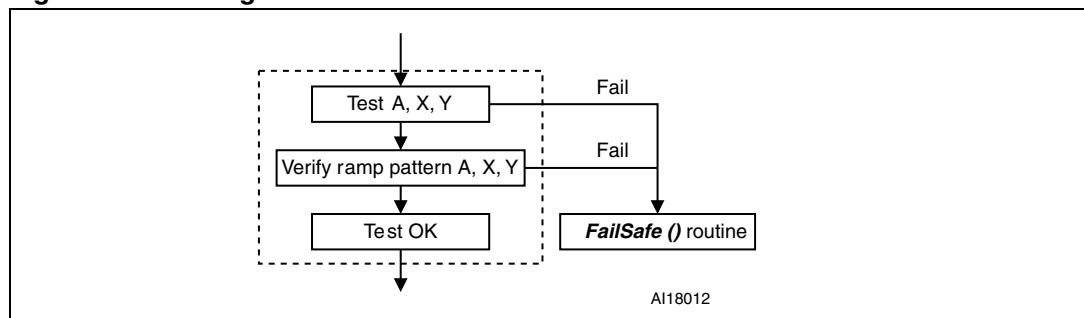 Test A, X, Y
Fail
Verify ramp pattern A, X, Y
Fail
Test OK
FailSafe () routine
AI18012